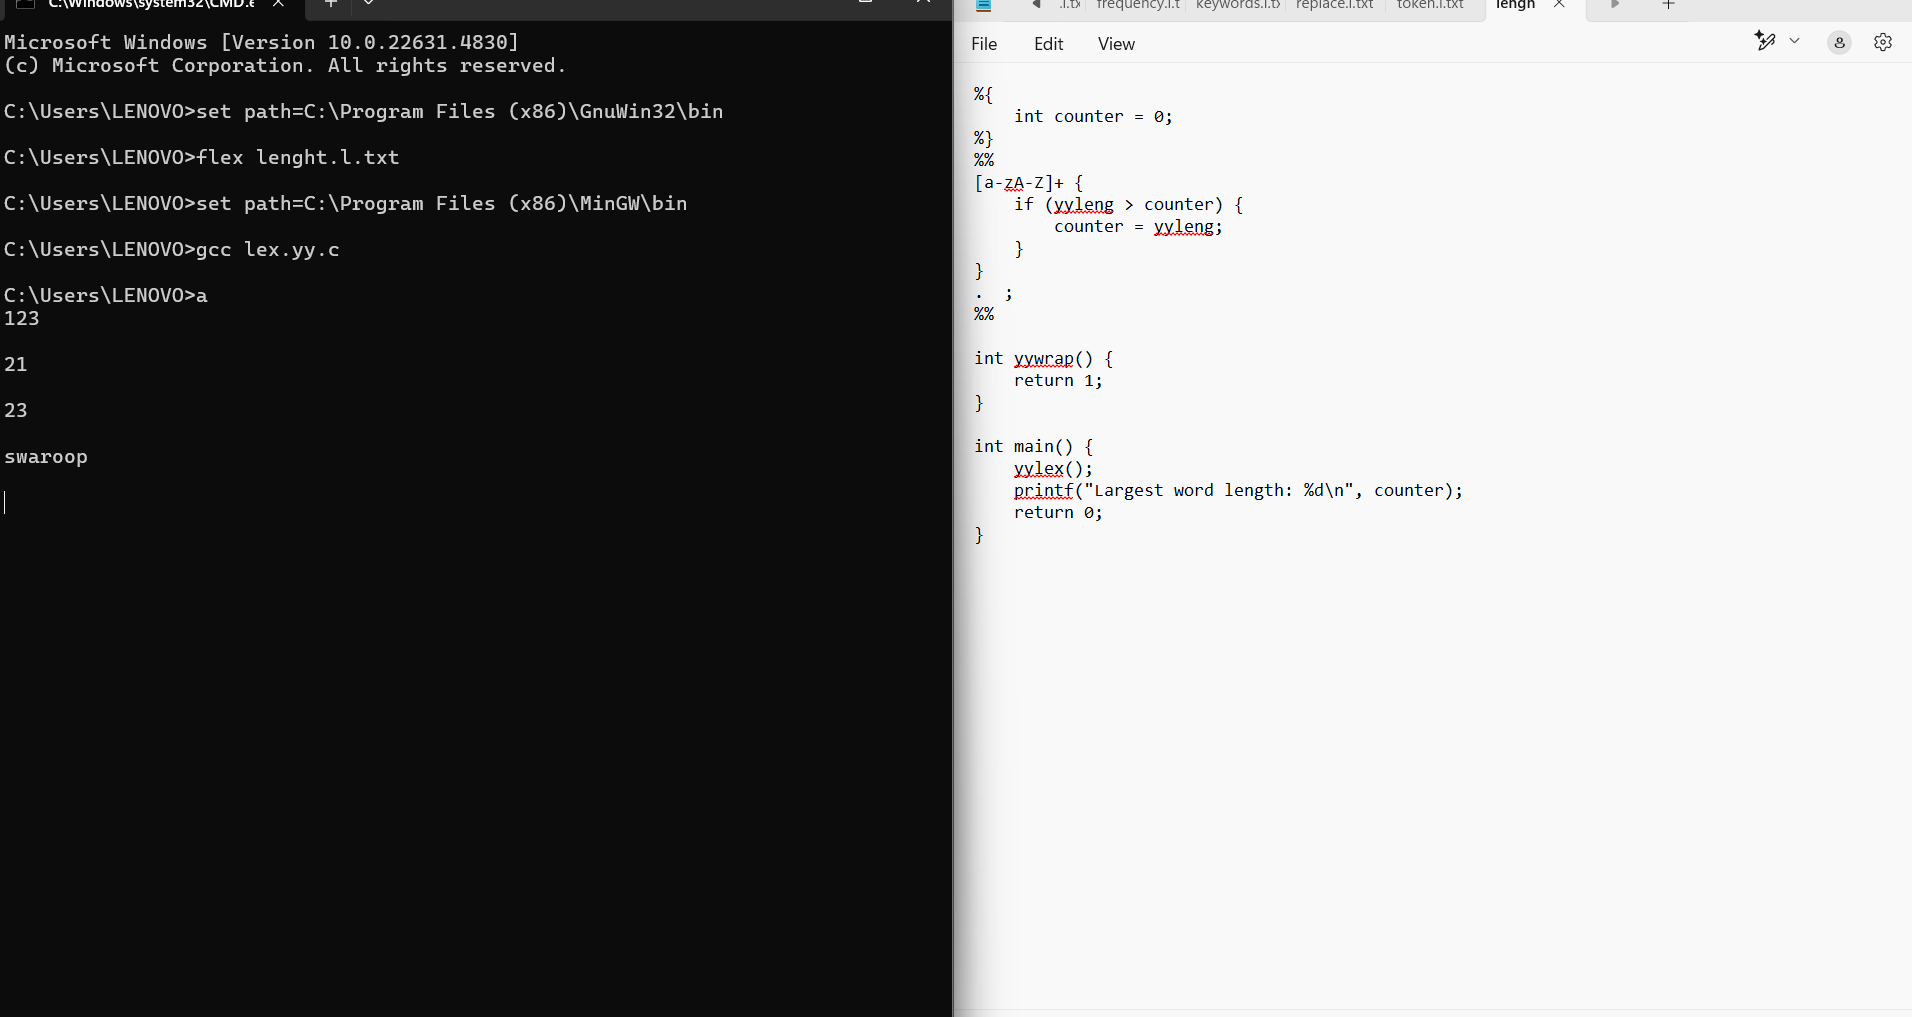 C:\Windows\system32\CMD.e
Microsoft Windows [Version 10.0.22631.4830]
(c) Microsoft Corporation. All rights reserved.
C:\Users\LENOVO>set path=C:\Program Files (x86)\GnuWin32\bin
C:\Users\LENOVO>flex lenght.l.txt
C:\Users\LENOVO>set path=C:\Program Files (x86)\MinGW\bin
C:\Users\LENOVO>gcc lex.yy.c
C:\Users\LENOVO>a
123
21
23
swaroop
.l.tx frequency.l.t keywords.l.tx replace.l.txt token.l.txt lengh
File Edit View
%{
    int counter = 0;
%}
%%
[a-zA-Z]+ {
    if (yyleng > counter) {
        counter = yyleng;
    }
}
.  ;
%%
int yywrap() {
    return 1;
}
int main() {
    yylex();
    printf("Largest word length: %d\n", counter);
    return 0;
}